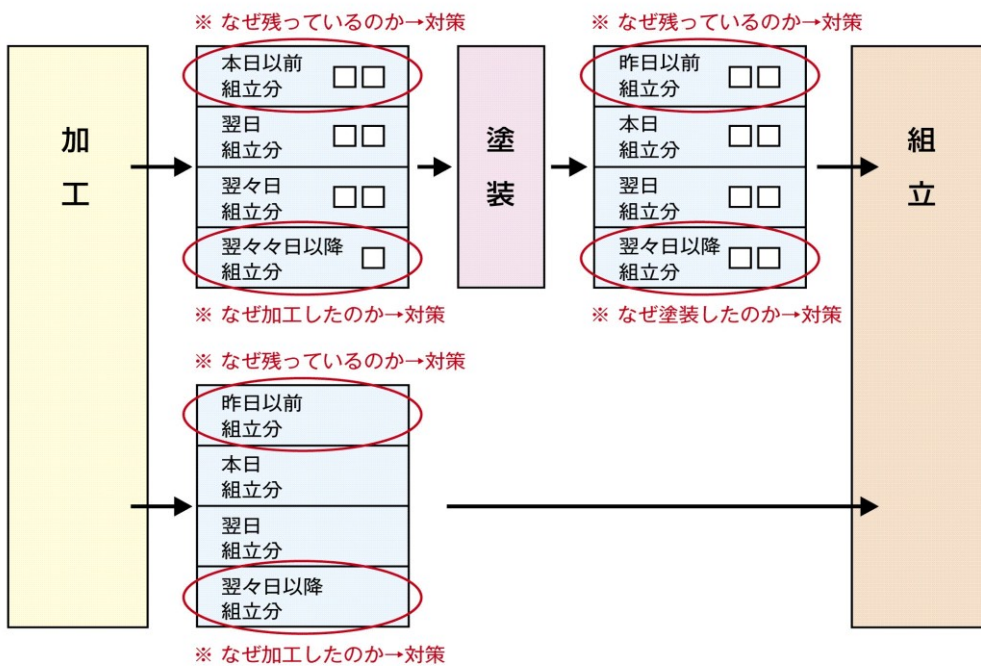 加工
※ なぜ残っているのか→対策
本日以前
組立分
翌日
組立分
翌々日
組立分
翌々々日以降
組立分
※ なぜ加工したのか→対策
塗装
※ なぜ残っているのか→対策
昨日以前
組立分
本日
組立分
翌日
組立分
翌々日以降
組立分
※ なぜ塗装したのか→対策
組立
※ なぜ残っているのか→対策
昨日以前
組立分
本日
組立分
翌日
組立分
翌々日以降
組立分
※ なぜ加工したのか→対策